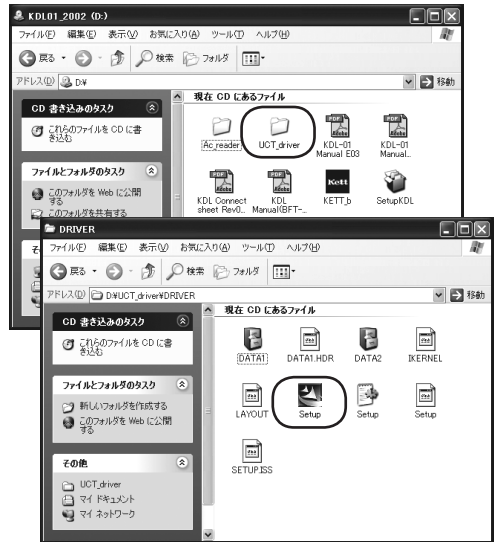 KDL01_2002 (D:)
ファイル(F) 編集(E) 表示(V) お気に入り(A) ツール(T) ヘルプ(H)
戻る 検索 フォルダ
アドレス(D) D:¥ 移動
CD 書き込みのタスク
これらのファイルを CD に書き込む
ファイルとフォルダのタスク
このフォルダを Web に公開する
このフォルダを共有する
現在 CD にあるファイル
Ac_reader UCT_driver KDL-01 Manual E03 KDL-01 Manual...
KDL Connect sheet Rev0... KDL Manual(BFT-... KETT_b SetupKDL
DRIVER
ファイル(F) 編集(E) 表示(V) お気に入り(A) ツール(T) ヘルプ(H)
戻る 検索 フォルダ
アドレス(D) D:¥UCT_driver¥DRIVER 移動
CD 書き込みのタスク
これらのファイルを CD に書き込む
ファイルとフォルダのタスク
新しいフォルダを作成する
このフォルダを Web に公開する
その他
UCT_driver
マイ ドキュメント
マイ ネットワーク
現在 CD にあるファイル
DATA1 DATA1.HDR DATA2 IKERNEL
LAYOUT Setup Setup Setup
SETUP.ISS